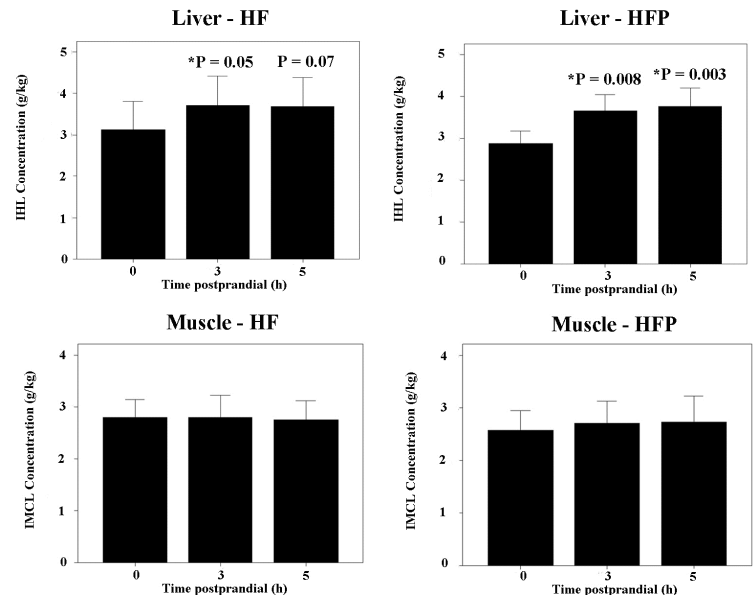 Liver - HF
IHL Concentration (g/kg)
5
4
3
2
1
0
*P = 0.05 P = 0.07
0 3 5
Time postprandial (h)
Liver - HFP
IHL Concentration (g/kg)
5
4
3
2
1
0
*P = 0.008 *P = 0.003
0 3 5
Time postprandial (h)
Muscle - HF
IMCL Concentration (g/kg)
4
3
2
1
0
0 3 5
Time postprandial (h)
Muscle - HFP
IMCL Concentration (g/kg)
4
3
2
1
0
0 3 5
Time postprandial (h)